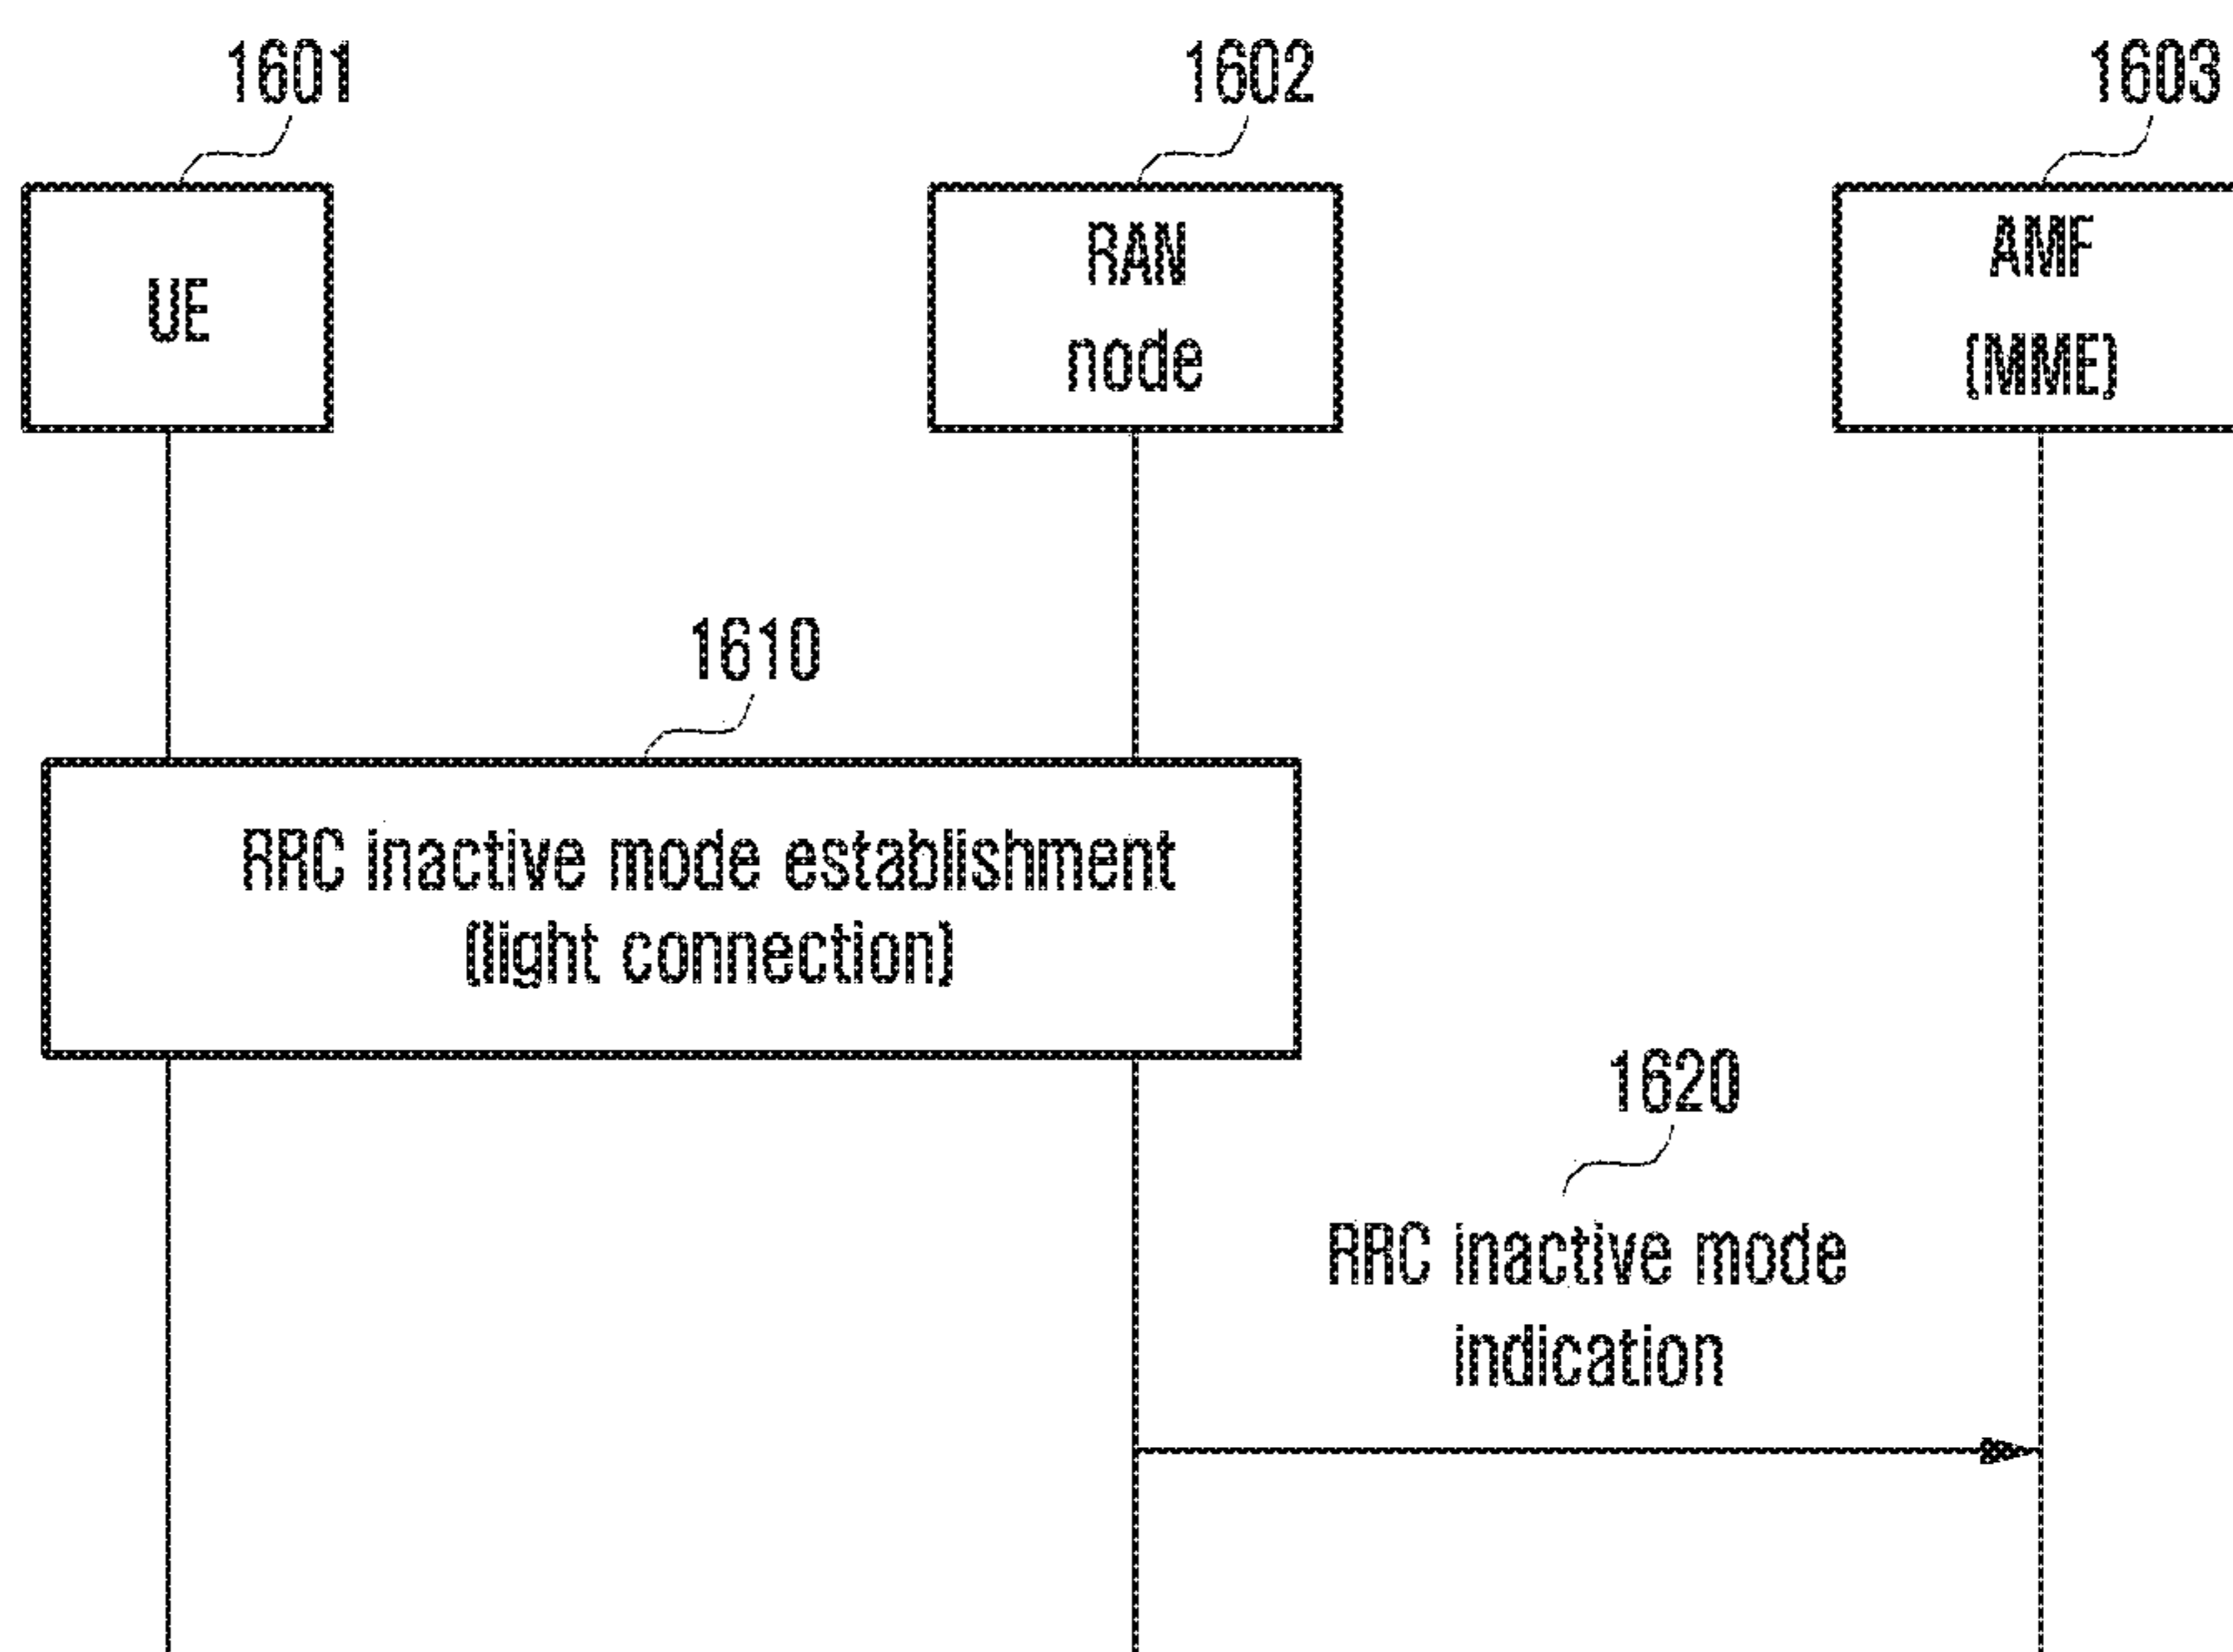 1601
1602
1603
UE
RAN
node
AMF
(MME)
1610
RRC inactive mode establishment
(light connection)
1620
RRC inactive mode
indication